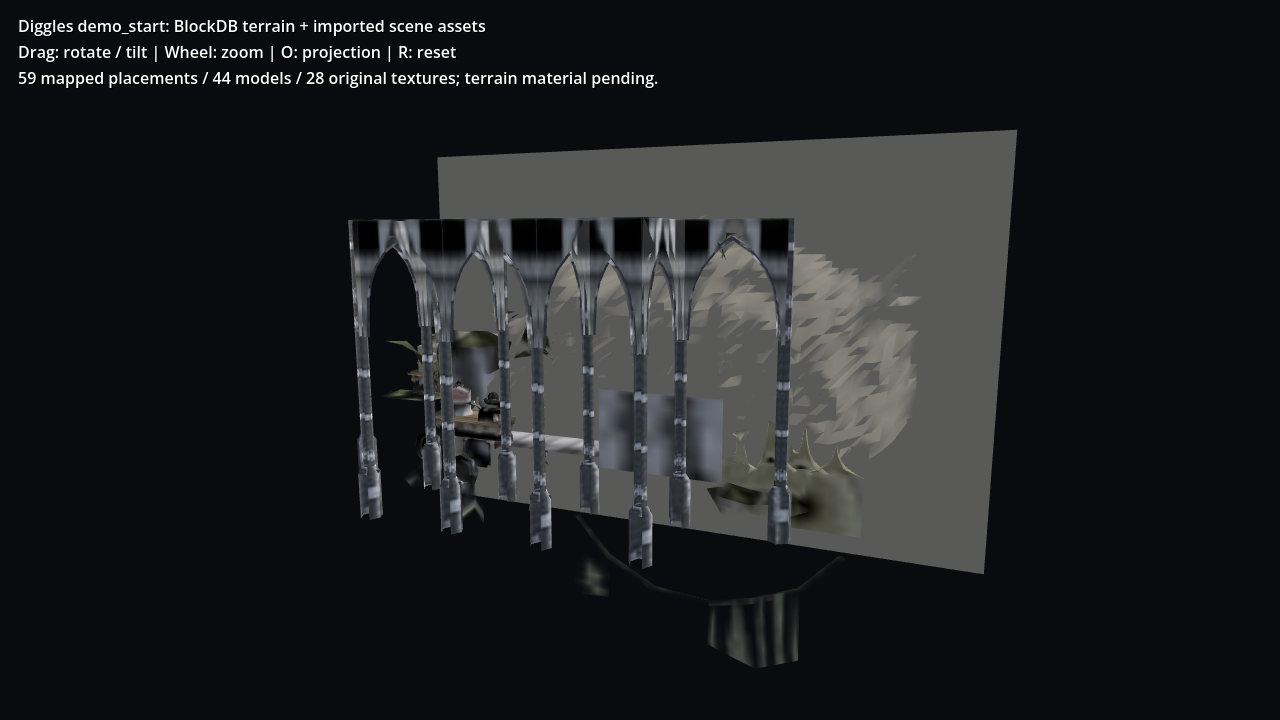 Diggles demo_start: BlockDB terrain + imported scene assets
Drag: rotate / tilt | Wheel: zoom | O: projection | R: reset
59 mapped placements / 44 models / 28 original textures; terrain material pending.